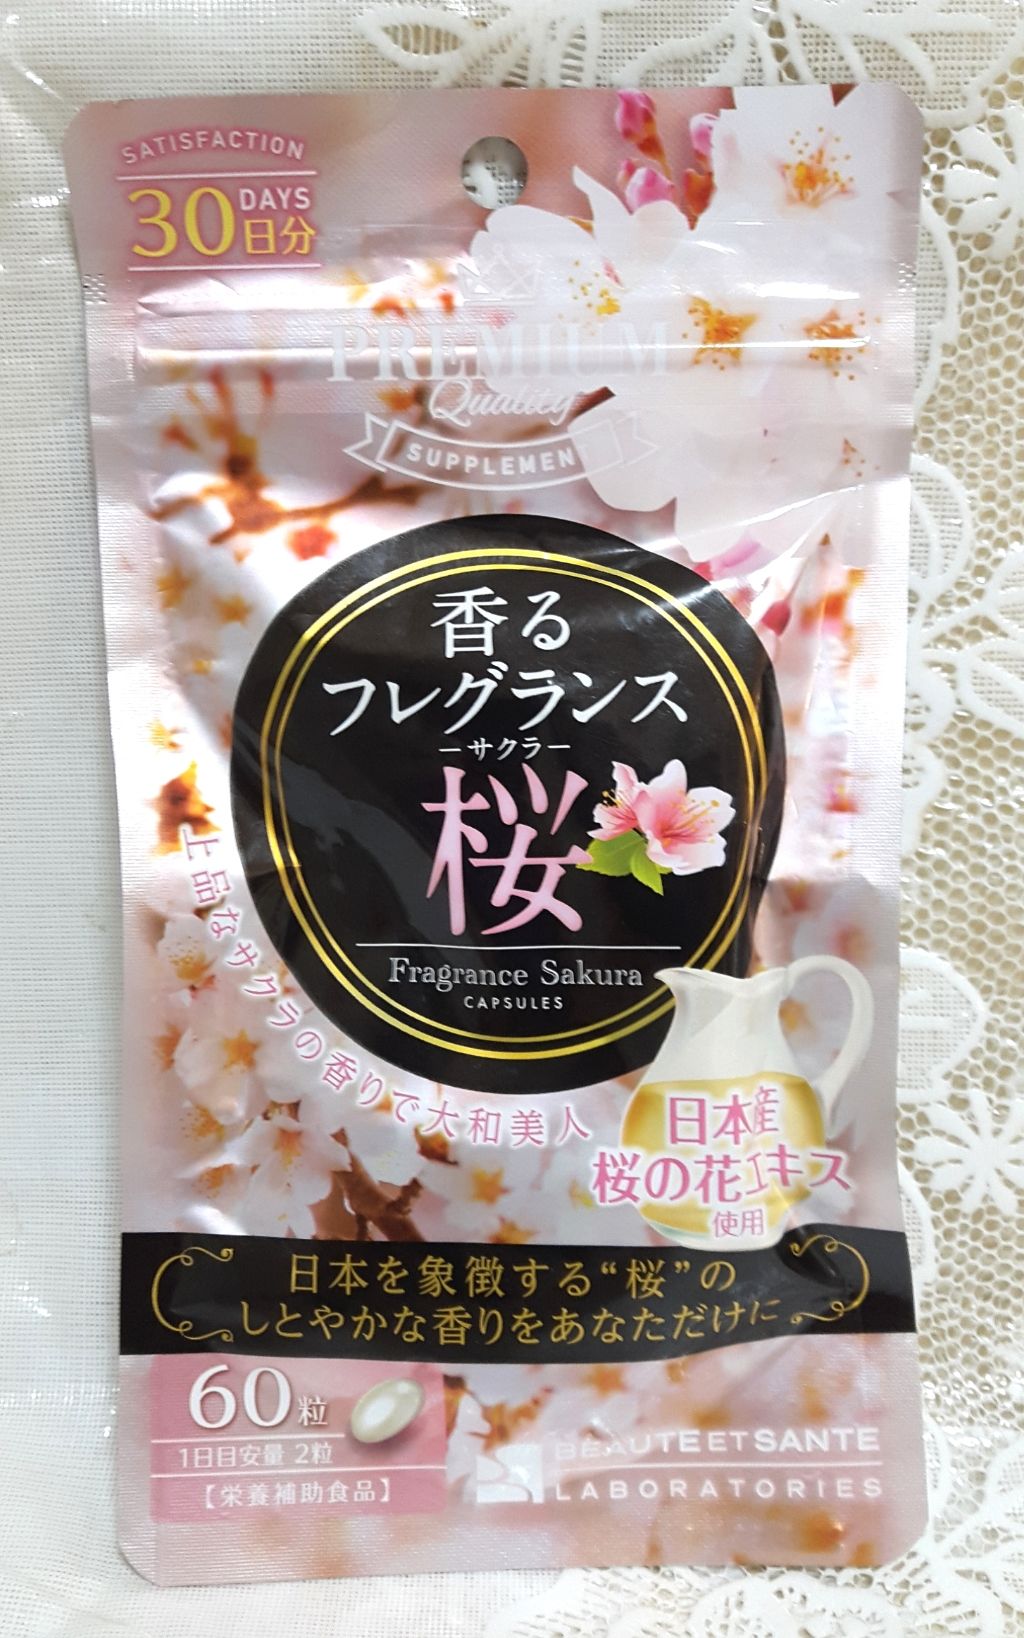 SATISFACTION
30 DAYS
日分
PREMIUM
Quality
SUPPLEMEN
香る
フレグランス
−サクラ−
桜
Fragrance Sakura
CAPSULES
上品なサクラの香りで大和美人
日本産
桜の花エキス
使用
日本を象徴する“桜”の
しとやかな香りをあなただけに
60粒
1日目安量 2粒
【栄養補助食品】
BEAUTE ET SANTE
LABORATORIES